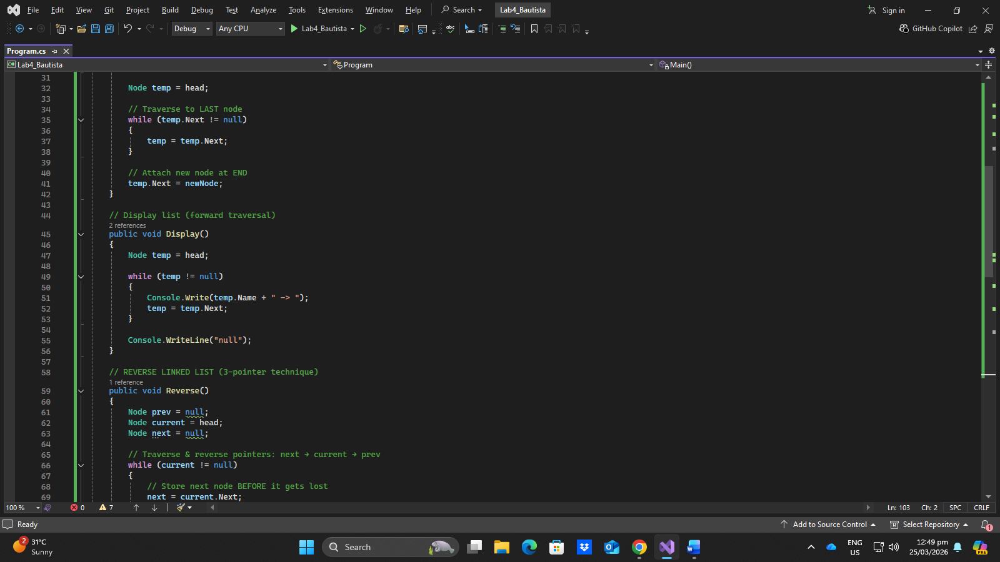 File Edit View Git Project Build Debug Test Analyze Tools Extensions Window Help Search Lab4_Bautista Sign in
Debug Any CPU Lab4_Bautista GitHub Copilot
Program.cs
C# Lab4_Bautista Program Main()
31
32 Node temp = head;
33
34 // Traverse to LAST node
35 while (temp.Next != null)
36 {
37 temp = temp.Next;
38 }
39
40 // Attach new node at END
41 temp.Next = newNode;
42 }
43
44 // Display list (forward traversal)
2 references
45 public void Display()
46 {
47 Node temp = head;
48
49 while (temp != null)
50 {
51 Console.Write(temp.Name + " -> ");
52 temp = temp.Next;
53 }
54
55 Console.WriteLine("null");
56 }
57
58 // REVERSE LINKED LIST (3-pointer technique)
1 reference
59 public void Reverse()
60 {
61 Node prev = null;
62 Node current = head;
63 Node next = null;
64
65 // Traverse & reverse pointers: next → current → prev
66 while (current != null)
67 {
68 // Store next node BEFORE it gets lost
69 next = current.Next;
100 % 0 7 Ln: 103 Ch: 2 SPC CRLF
Ready Add to Source Control Select Repository 1
2 31°C Search ENG 12:49 pm
Sunny US 25/03/2026 PRE